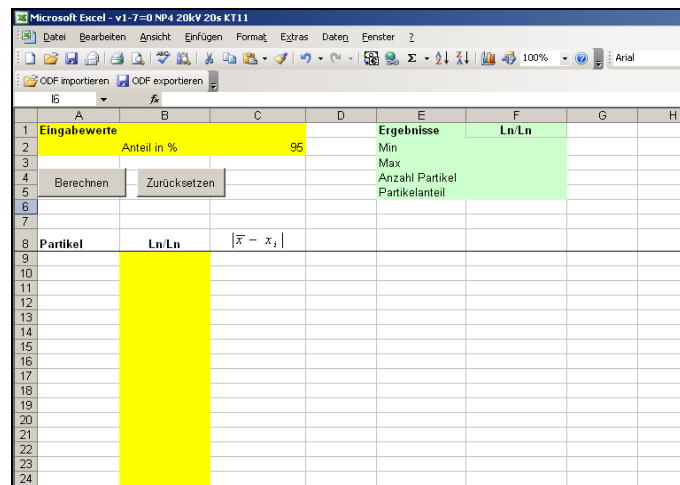 Microsoft Excel - v1-7=0 NP4 20kV 20s KT11
Datei Bearbeiten Ansicht Einfügen Format Extras Daten Fenster ?
100% Arial
ODF importieren ODF exportieren
I6 fx
A B C D E F G H
1 Eingabewerte Ergebnisse Ln/Ln
2 Anteil in % 95 Min
3 Max
4 Anzahl Partikel
5 Partikelanteil
Berechnen Zurücksetzen
6
7
8 Partikel Ln/Ln |x̅ - xᵢ|
9
10
11
12
13
14
15
16
17
18
19
20
21
22
23
24